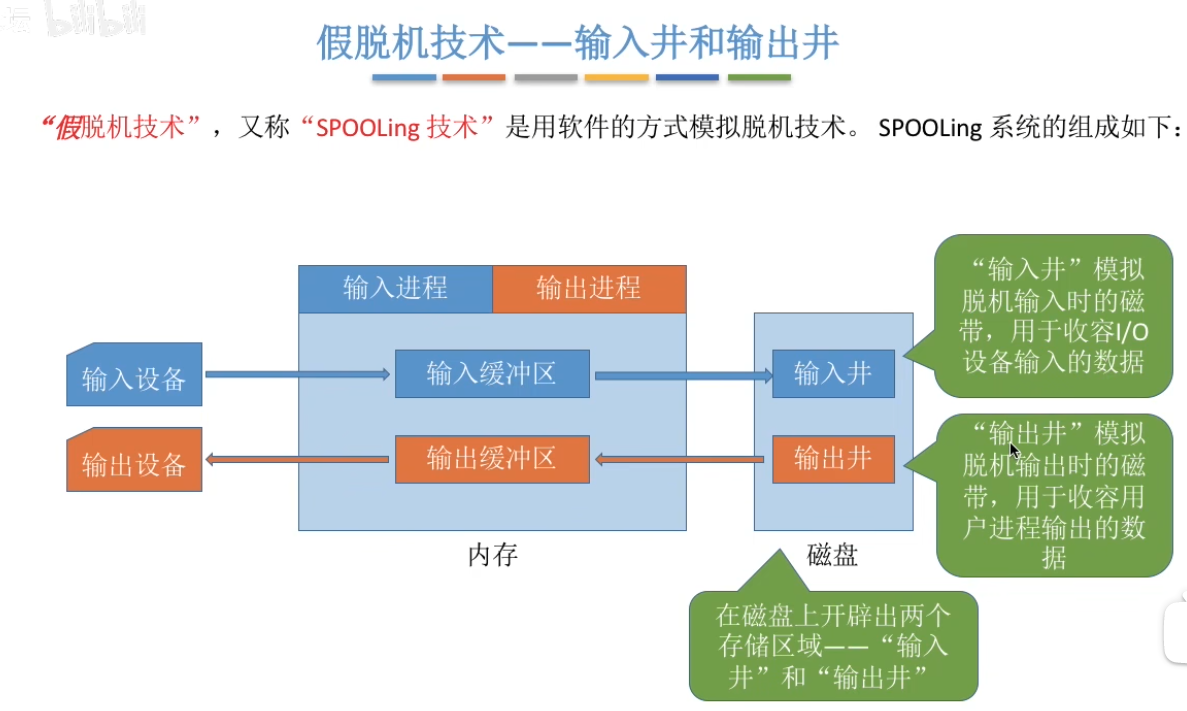 假脱机技术——输入井和输出井
“假脱机技术”，又称“SPOOLing 技术”是用软件的方式模拟脱机技术。 SPOOLing 系统的组成如下：
输入进程
输出进程
输入设备
输入缓冲区
输入井
输出设备
输出缓冲区
输出井
内存
磁盘
“输入井”模拟
脱机输入时的磁
带，用于收容I/O
设备输入的数据
“输出井”模拟
脱机输出时的磁
带，用于收容用
户进程输出的数
据
在磁盘上开辟出两个
存储区域——“输入
井”和“输出井”
bilibili